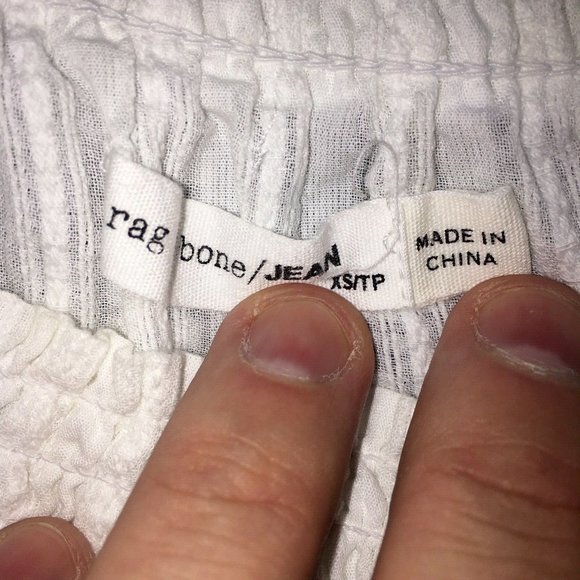 rag bone/JEAN
XS/TP
MADE IN
CHINA